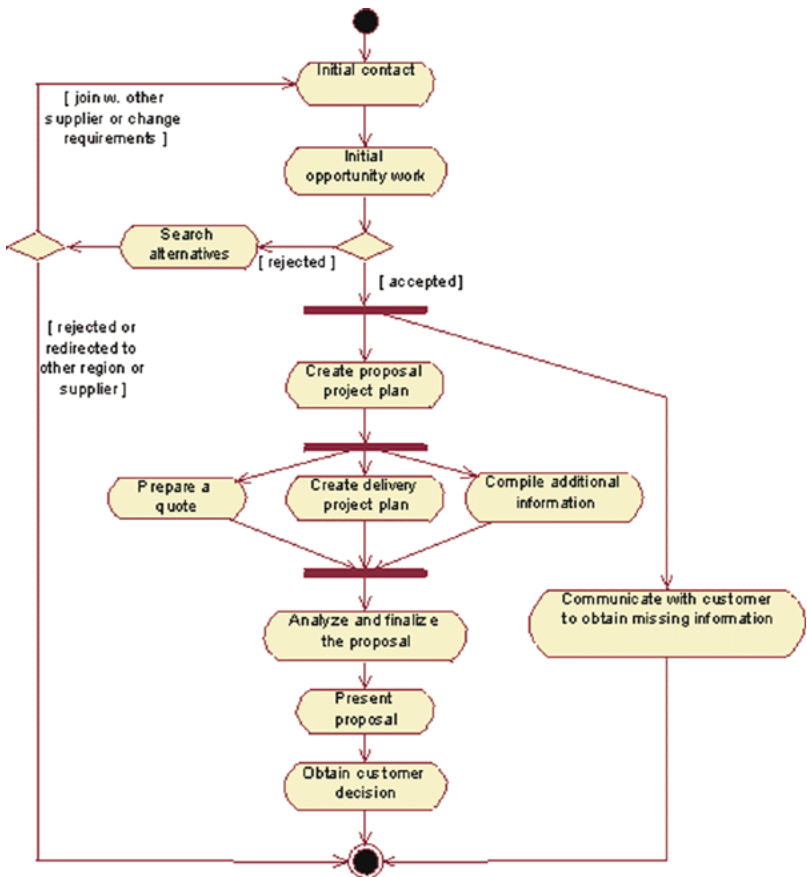 Initial contact
[ join w. other
supplier or change
requirements ]
Initial
opportunity work
Search
alternatives
[ rejected ]
[ accepted]
[ rejected or
redirected to
other region or
supplier ]
Create proposal
project plan
Prepare a
quote
Create delivery
project plan
Compile additional
information
Communicate with customer
to obtain missing information
Analyze and finalize
the proposal
Present
proposal
Obtain customer
decision